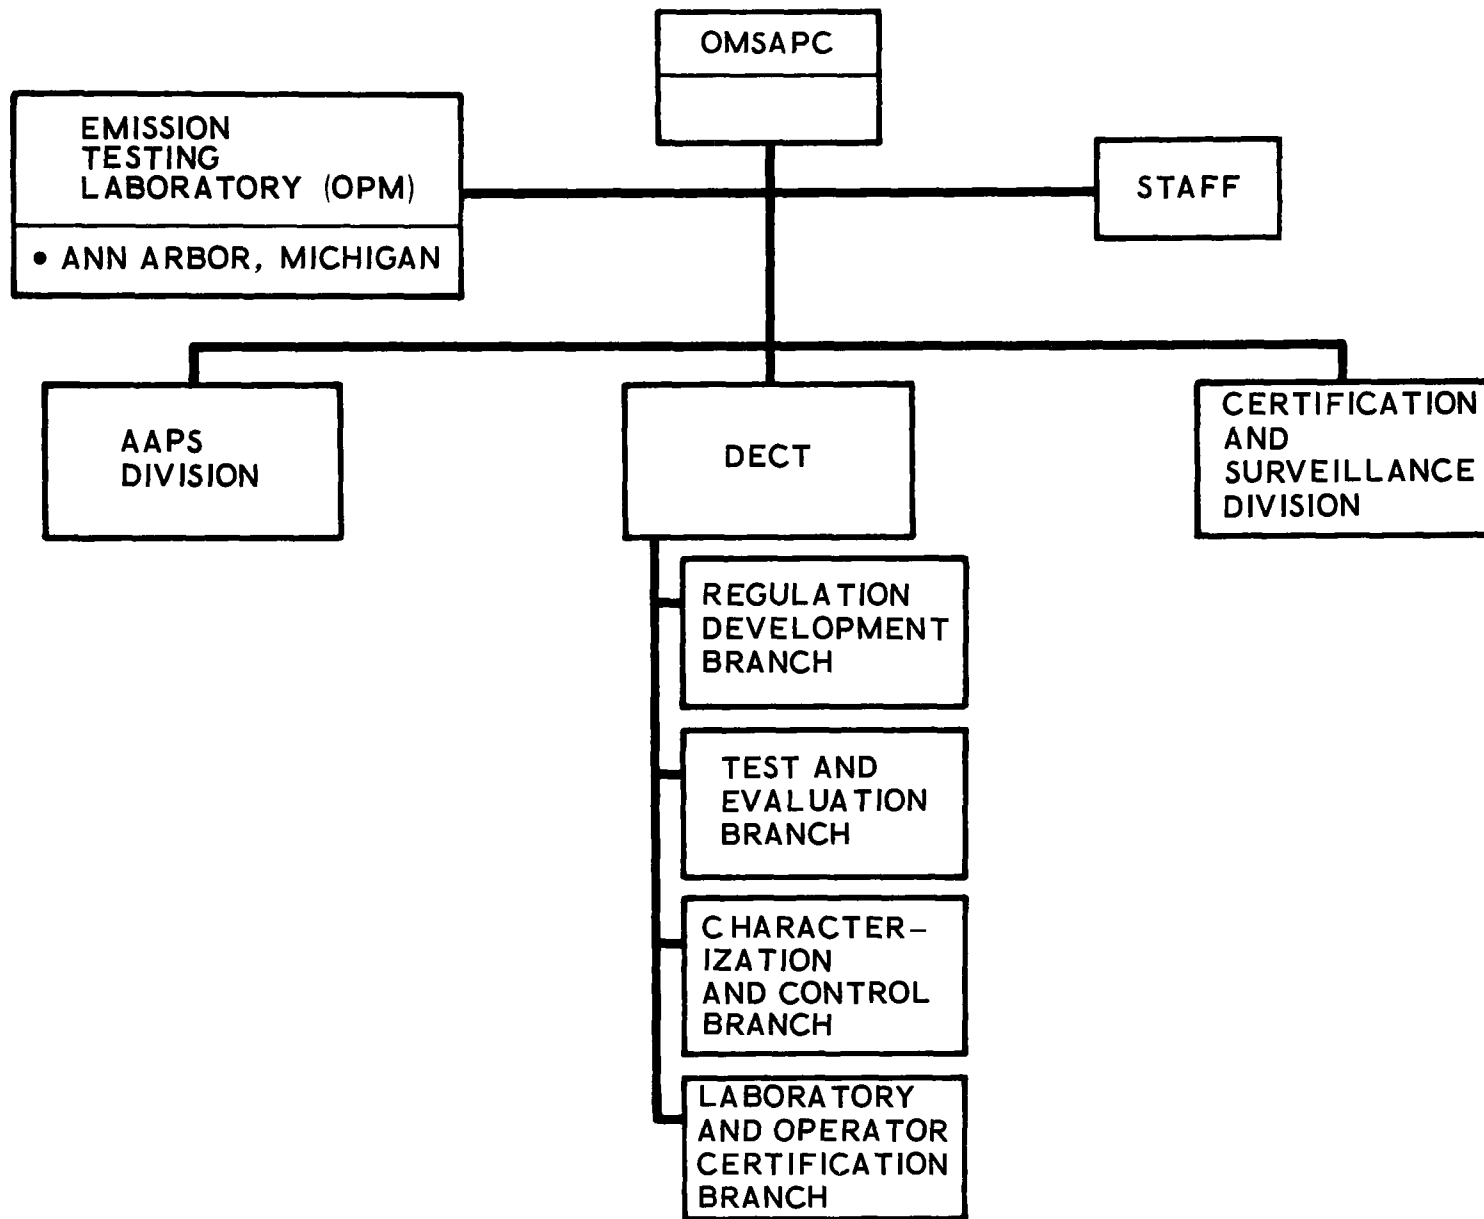 OMSAPC
EMISSION
TESTING
LABORATORY (OPM)
• ANN ARBOR, MICHIGAN
STAFF
AAPS
DIVISION
DECT
CERTIFICATION
AND
SURVEILLANCE
DIVISION
REGULATION
DEVELOPMENT
BRANCH
TEST AND
EVALUATION
BRANCH
CHARACTER-
IZATION
AND CONTROL
BRANCH
LABORATORY
AND OPERATOR
CERTIFICATION
BRANCH